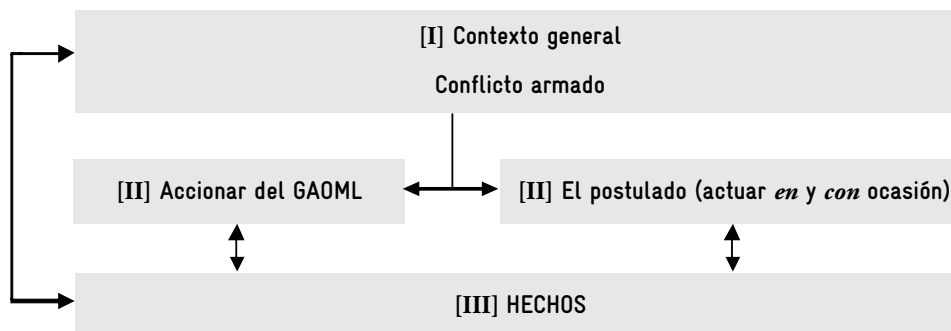 [I] Contexto general
Conflicto armado
[II] Accionar del GAOML
[II] El postulado (actuar en y con ocasión)
[III] HECHOS